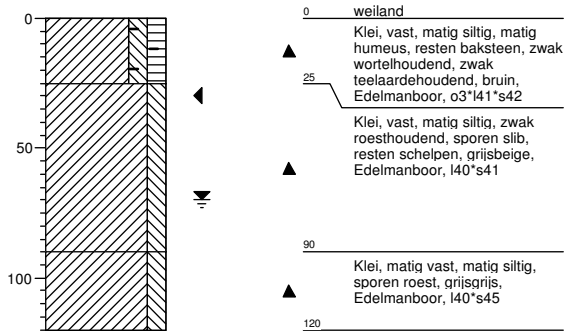 0
50
100
0 weiland
Klei, vast, matig siltig, matig
humeus, resten baksteen, zwak
wortelhoudend, zwak
teelaardehoudend, bruin,
Edelmanboor, o3*l41*s42
25
Klei, vast, matig siltig, zwak
roesthoudend, sporen slib,
resten schelpen, grijsbeige,
Edelmanboor, l40*s41
90
Klei, matig vast, matig siltig,
sporen roest, grijsgrijs,
Edelmanboor, l40*s45
120